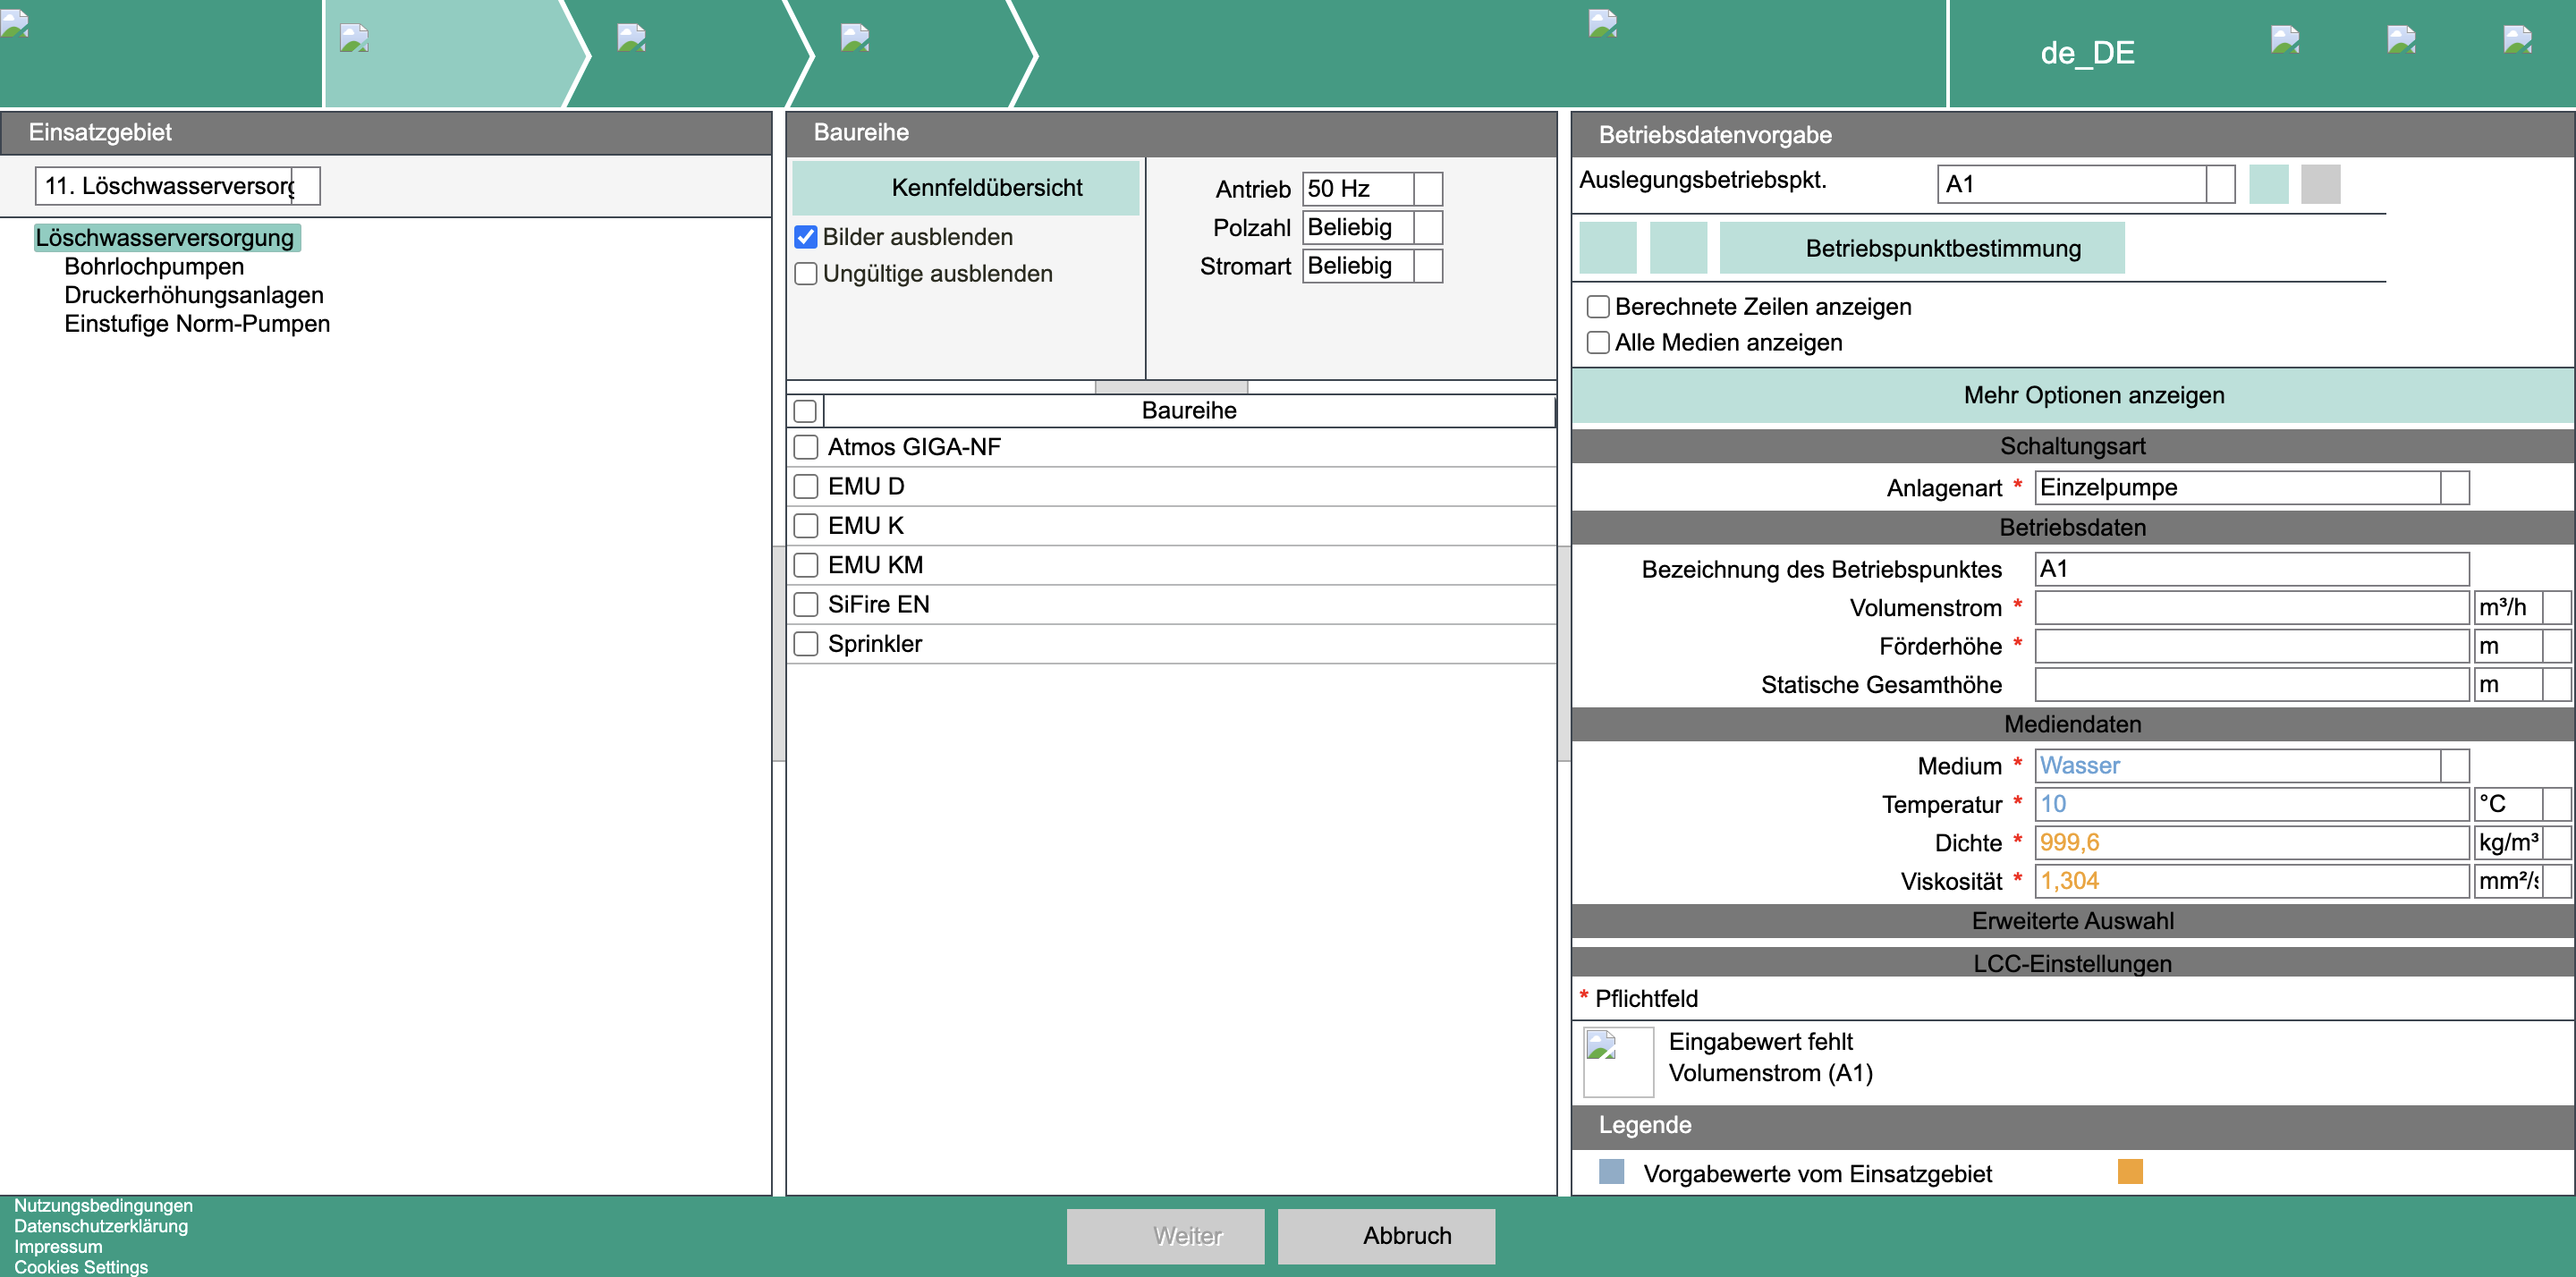 de_DE
Einsatzgebiet
11. Löschwasserversorg
Löschwasserversorgung
Bohrlochpumpen
Druckerhöhungsanlagen
Einstufige Norm-Pumpen
Baureihe
Kennfeldübersicht
Bilder ausblenden
Ungültige ausblenden
Antrieb 50 Hz
Polzahl Beliebig
Stromart Beliebig
Baureihe
Atmos GIGA-NF
EMU D
EMU K
EMU KM
SiFire EN
Sprinkler
Betriebsdatenvorgabe
Auslegungsbetriebspkt. A1
Betriebspunktbestimmung
Berechnete Zeilen anzeigen
Alle Medien anzeigen
Mehr Optionen anzeigen
Schaltungsart
Anlagenart * Einzelpumpe
Betriebsdaten
Bezeichnung des Betriebspunktes A1
Volumenstrom * m³/h
Förderhöhe * m
Statische Gesamthöhe m
Mediendaten
Medium * Wasser
Temperatur * 10 °C
Dichte * 999,6 kg/m³
Viskosität * 1,304 mm²/s
Erweiterte Auswahl
LCC-Einstellungen
* Pflichtfeld
Eingabewert fehlt
Volumenstrom (A1)
Legende
Vorgabewerte vom Einsatzgebiet
Nutzungsbedingungen
Datenschutzerklärung
Impressum
Cookies Settings
Weiter
Abbruch